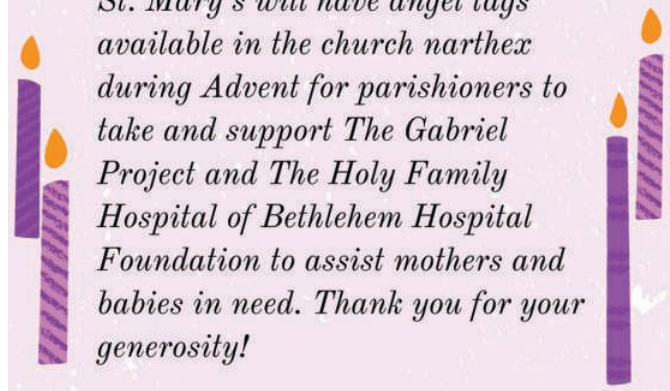 St. Mary's will have angel tags
available in the church narthex
during Advent for parishioners to
take and support The Gabriel
Project and The Holy Family
Hospital of Bethlehem Hospital
Foundation to assist mothers and
babies in need. Thank you for your
generosity!